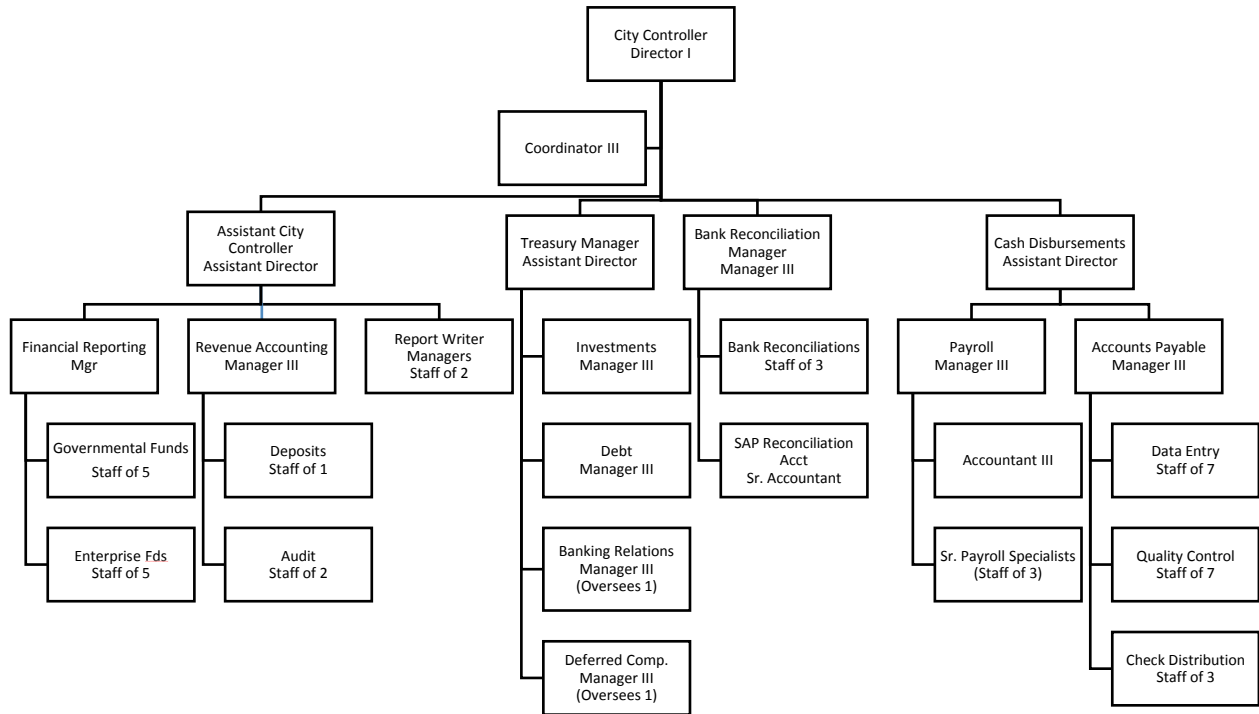 City Controller
Director I
Coordinator III
Assistant City
Controller
Assistant Director
Treasury Manager
Assistant Director
Bank Reconciliation
Manager
Manager III
Cash Disbursements
Assistant Director
Financial Reporting
Mgr
Revenue Accounting
Manager III
Report Writer
Managers
Staff of 2
Investments
Manager III
Bank Reconciliations
Staff of 3
Payroll
Manager III
Accounts Payable
Manager III
Governmental Funds
Staff of 5
Deposits
Staff of 1
Debt
Manager III
SAP Reconciliation
Acct
Sr. Accountant
Accountant III
Data Entry
Staff of 7
Enterprise Fds
Staff of 5
Audit
Staff of 2
Banking Relations
Manager III
(Oversees 1)
Sr. Payroll Specialists
(Staff of 3)
Quality Control
Staff of 7
Deferred Comp.
Manager III
(Oversees 1)
Check Distribution
Staff of 3